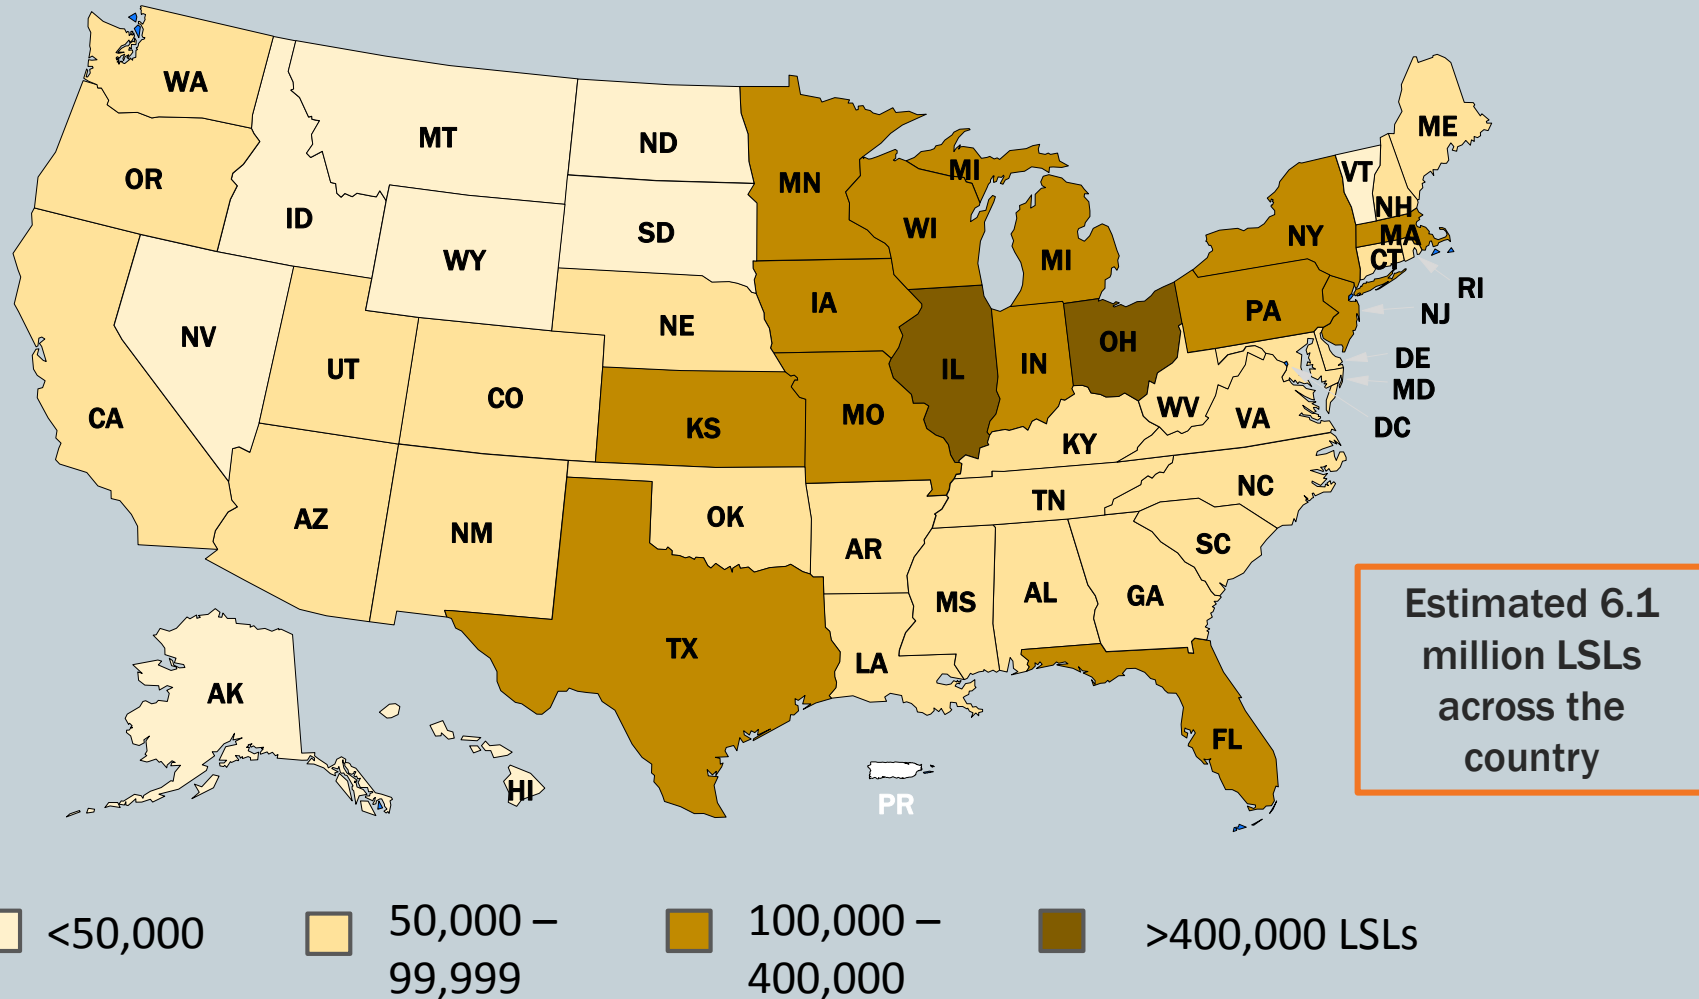 WA
MT
ND
ME
OR
ID
MN
MI
VT
SD
WI
NH
WY
NY
MA
MI
CT
RI
NV
NE
IA
PA
NJ
UT
CO
IL
IN
OH
DE
MD
CA
KS
MO
WV
VA
DC
KY
AZ
NM
OK
TN
NC
AR
SC
MS
AL
GA
TX
LA
AK
FL
HI
PR
Estimated 6.1
million LSLs
across the
country
<50,000
50,000 –
99,999
100,000 –
400,000
>400,000 LSLs